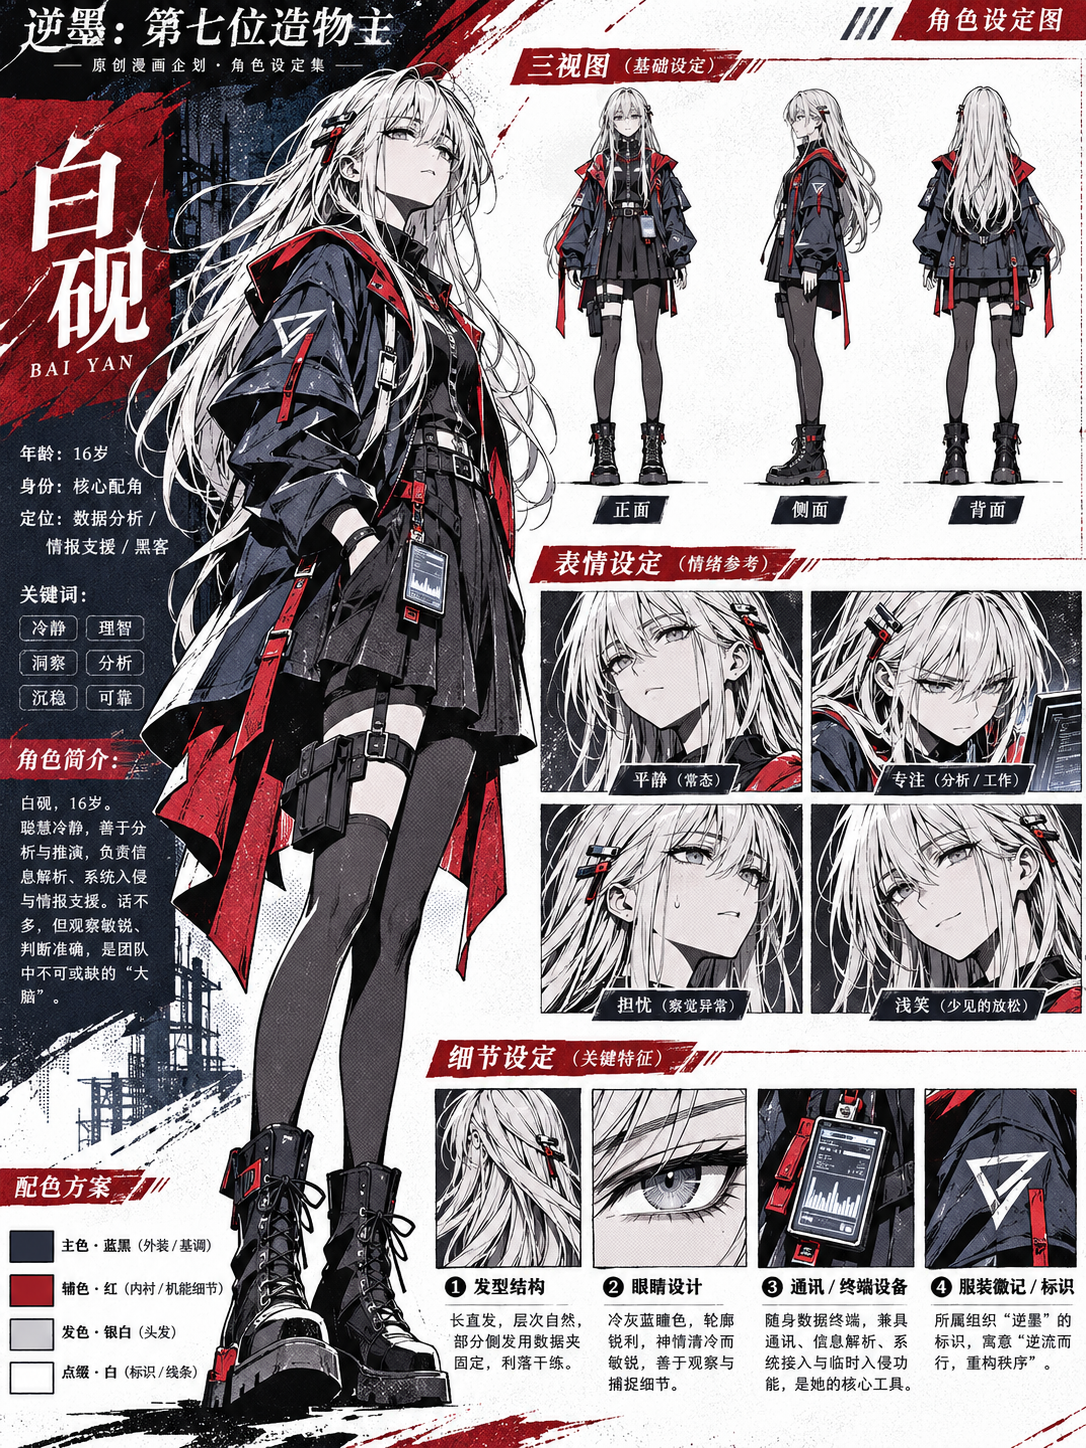 逆墨：第七位造物主
原创漫画企划·角色设定集
角色设定图
白砚
BAI YAN
年龄：16岁
身份：核心配角
定位：数据分析 /
情报支援 / 黑客
关键词：
冷静 理智
洞察 分析
沉稳 可靠
角色简介：
白砚，16岁。
聪慧冷静，善于分
析与推演，负责信
息解析、系统入侵
与情报支援。话不
多，但观察敏锐、
判断准确，是团队
中不可或缺的“大
脑”。
配色方案
主色·蓝黑（外装 / 基调）
辅色·红（内衬 / 机能细节）
发色·银白（头发）
点缀·白（标识 / 线条）
三视图（基础设定）
正面
侧面
背面
表情设定（情绪参考）
平静（常态）
专注（分析 / 工作）
担忧（察觉异常）
浅笑（少见的放松）
细节设定（关键特征）
1 发型结构
长直发，层次自然，
部分侧发用数据夹
固定，利落干练。
2 眼睛设计
冷灰蓝瞳色，轮廓
锐利，神情清冷而
敏锐，善于观察与
捕捉细节。
3 通讯 / 终端设备
随身数据终端，兼具
通讯、信息解析、系
统接入与临时入侵功
能，是她的核心工具。
4 服装徽记 / 标识
所属组织“逆墨”的
标识，寓意“逆流而
行，重构秩序”。